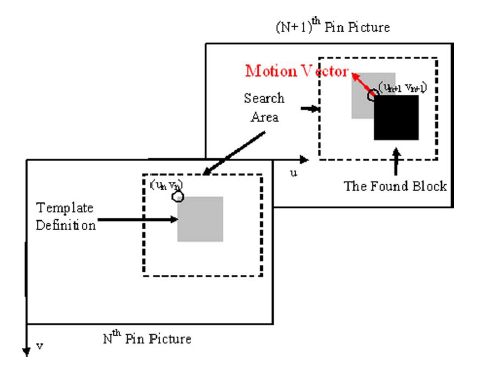 (N+1)th Pin Picture
Motion Vector
(un+1 vn+1)
Search
Area
u
The Found Block
(un vn)
Template
Definition
Nth Pin Picture
v